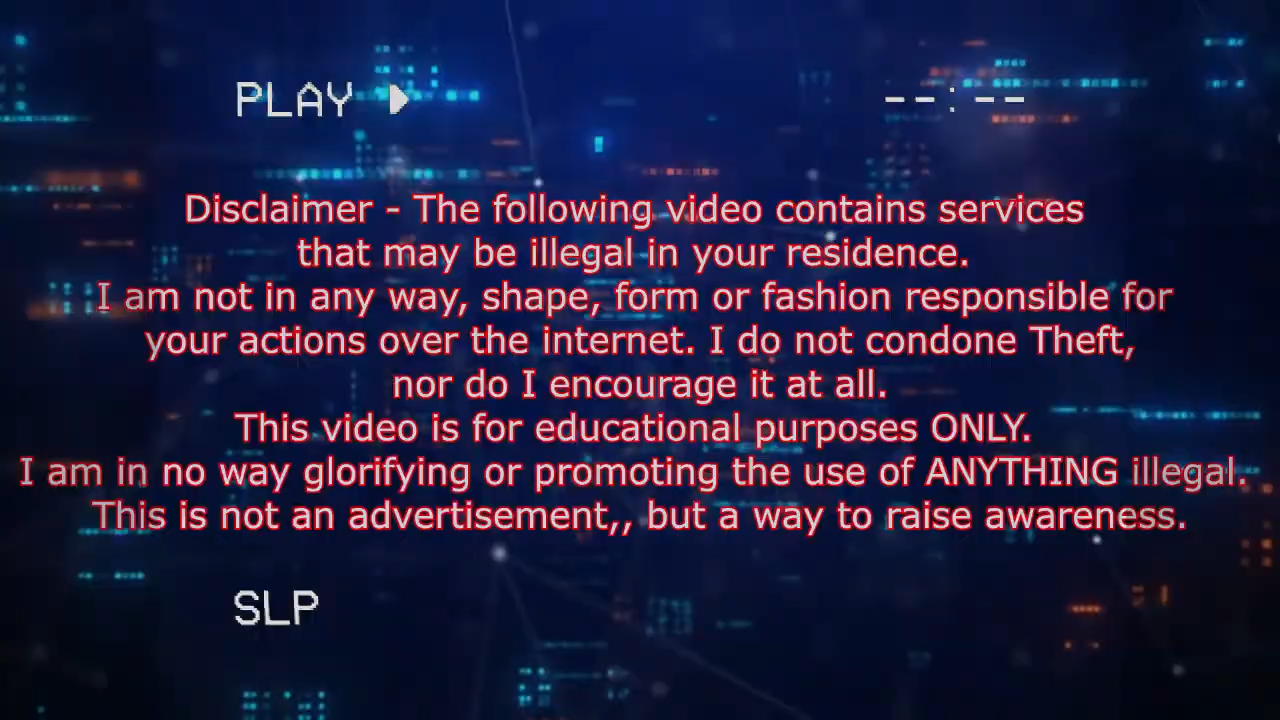 PLAY ▶ --:--
Disclaimer - The following video contains services
that may be illegal in your residence.
I am not in any way, shape, form or fashion responsible for
your actions over the internet. I do not condone Theft,
nor do I encourage it at all.
This video is for educational purposes ONLY.
I am in no way glorifying or promoting the use of ANYTHING illegal.
This is not an advertisement,, but a way to raise awareness.
SLP